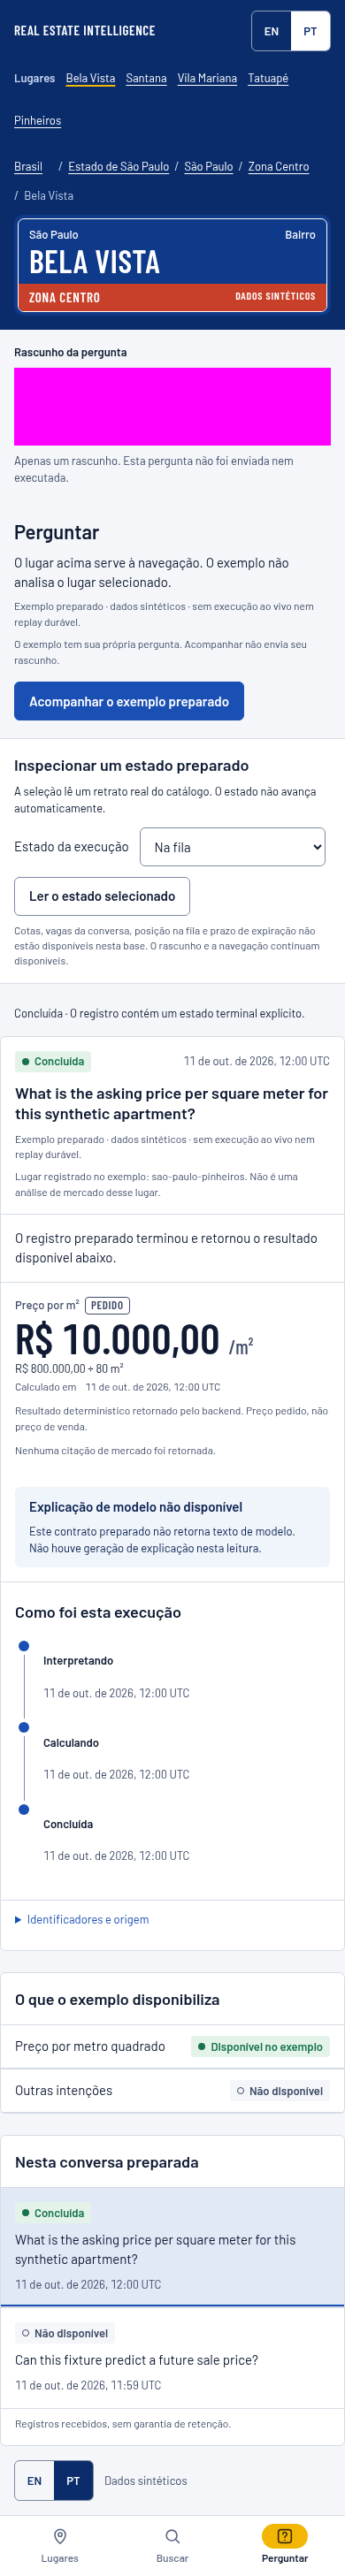 REAL ESTATE INTELLIGENCE
EN PT
Lugares Bela Vista Santana Vila Mariana Tatuapé
Pinheiros
Brasil / Estado de São Paulo / São Paulo / Zona Centro
/ Bela Vista
São Paulo Bairro
BELA VISTA
ZONA CENTRO DADOS SINTÉTICOS
Rascunho da pergunta
Apenas um rascunho. Esta pergunta não foi enviada nem
executada.
Perguntar
O lugar acima serve à navegação. O exemplo não
analisa o lugar selecionado.
Exemplo preparado · dados sintéticos · sem execução ao vivo nem
replay durável.
O exemplo tem sua própria pergunta. Acompanhar não envia seu
rascunho.
Acompanhar o exemplo preparado
Inspecionar um estado preparado
A seleção lê um retrato real do catálogo. O estado não avança
automaticamente.
Estado da execução Na fila
Ler o estado selecionado
Cotas, vagas da conversa, posição na fila e prazo de expiração não
estão disponíveis nesta base. O rascunho e a navegação continuam
disponíveis.
Concluída · O registro contém um estado terminal explícito.
Concluída 11 de out. de 2026, 12:00 UTC
What is the asking price per square meter for
this synthetic apartment?
Exemplo preparado · dados sintéticos · sem execução ao vivo nem
replay durável.
Lugar registrado no exemplo: sao-paulo-pinheiros. Não é uma
análise de mercado desse lugar.
O registro preparado terminou e retornou o resultado
disponível abaixo.
Preço por m² PEDIDO
R$ 10.000,00 /m²
R$ 800.000,00 ÷ 80 m²
Calculado em 11 de out. de 2026, 12:00 UTC
Resultado determinístico retornado pelo backend. Preço pedido, não
preço de venda.
Nenhuma citação de mercado foi retornada.
Explicação de modelo não disponível
Este contrato preparado não retorna texto de modelo.
Não houve geração de explicação nesta leitura.
Como foi esta execução
Interpretando
11 de out. de 2026, 12:00 UTC
Calculando
11 de out. de 2026, 12:00 UTC
Concluída
11 de out. de 2026, 12:00 UTC
Identificadores e origem
O que o exemplo disponibiliza
Preço por metro quadrado Disponível no exemplo
Outras intenções Não disponível
Nesta conversa preparada
Concluída
What is the asking price per square meter for this
synthetic apartment?
11 de out. de 2026, 12:00 UTC
Não disponível
Can this fixture predict a future sale price?
11 de out. de 2026, 11:59 UTC
Registros recebidos, sem garantia de retenção.
EN PT Dados sintéticos
Lugares Buscar Perguntar